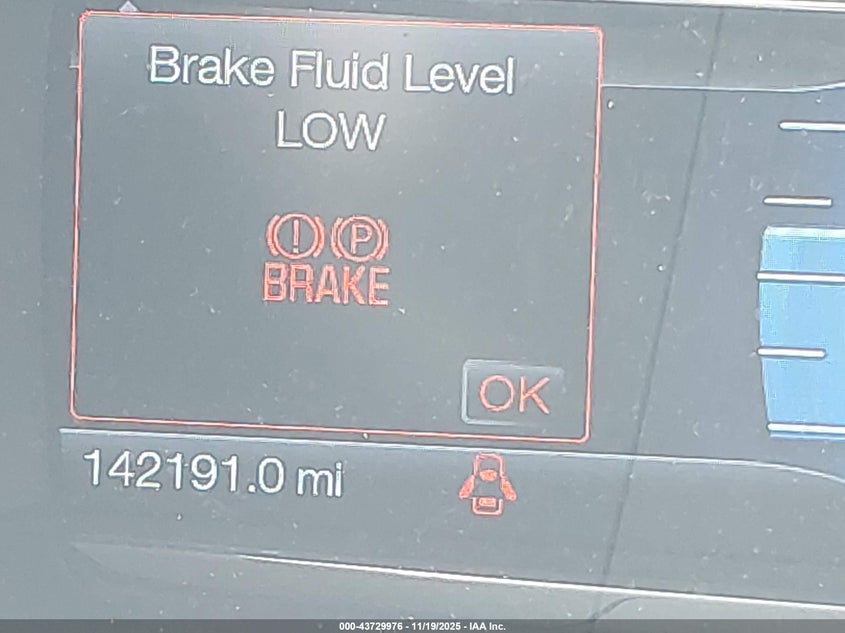 Brake Fluid Level
LOW
(!) (P)
BRAKE
OK
142191.0 mi
000-43729976 - 11/19/2025 - IAA Inc.